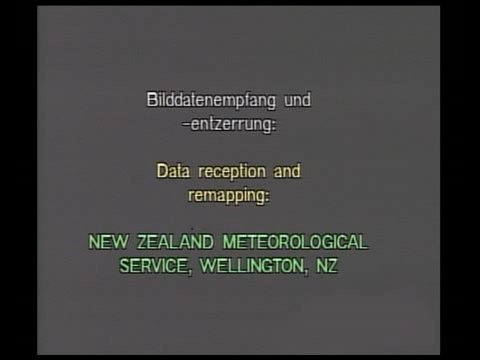 Bilddatenempfang und
-entzerrung:
Data reception and
remapping:
NEW ZEALAND METEOROLOGICAL
SERVICE, WELLINGTON, NZ